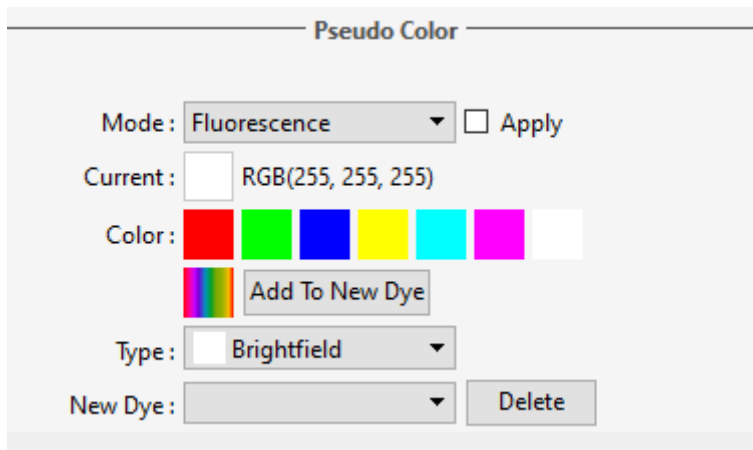 Pseudo Color
Mode : Fluorescence Apply
Current : RGB(255, 255, 255)
Color :
Add To New Dye
Type : Brightfield
New Dye : Delete